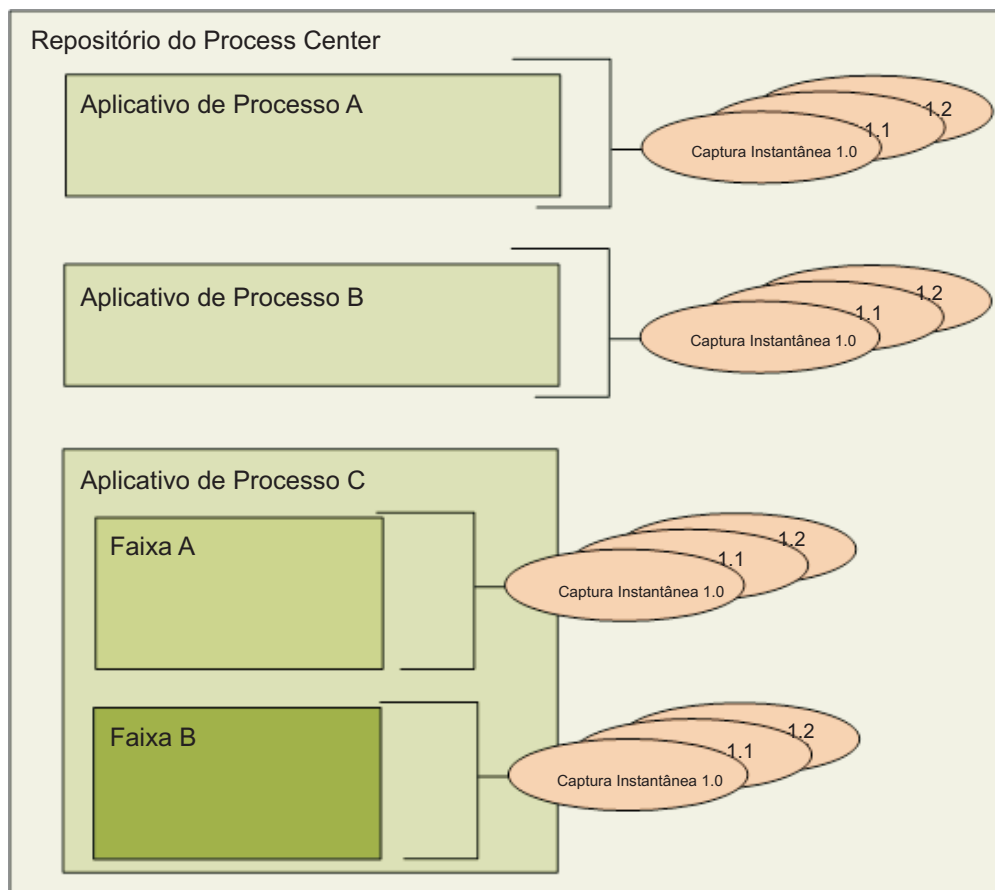 Repositório do Process Center
Aplicativo de Processo A
1.2
1.1
Captura Instantânea 1.0
Aplicativo de Processo B
1.2
1.1
Captura Instantânea 1.0
Aplicativo de Processo C
Faixa A
1.2
1.1
Captura Instantânea 1.0
Faixa B
1.2
1.1
Captura Instantânea 1.0